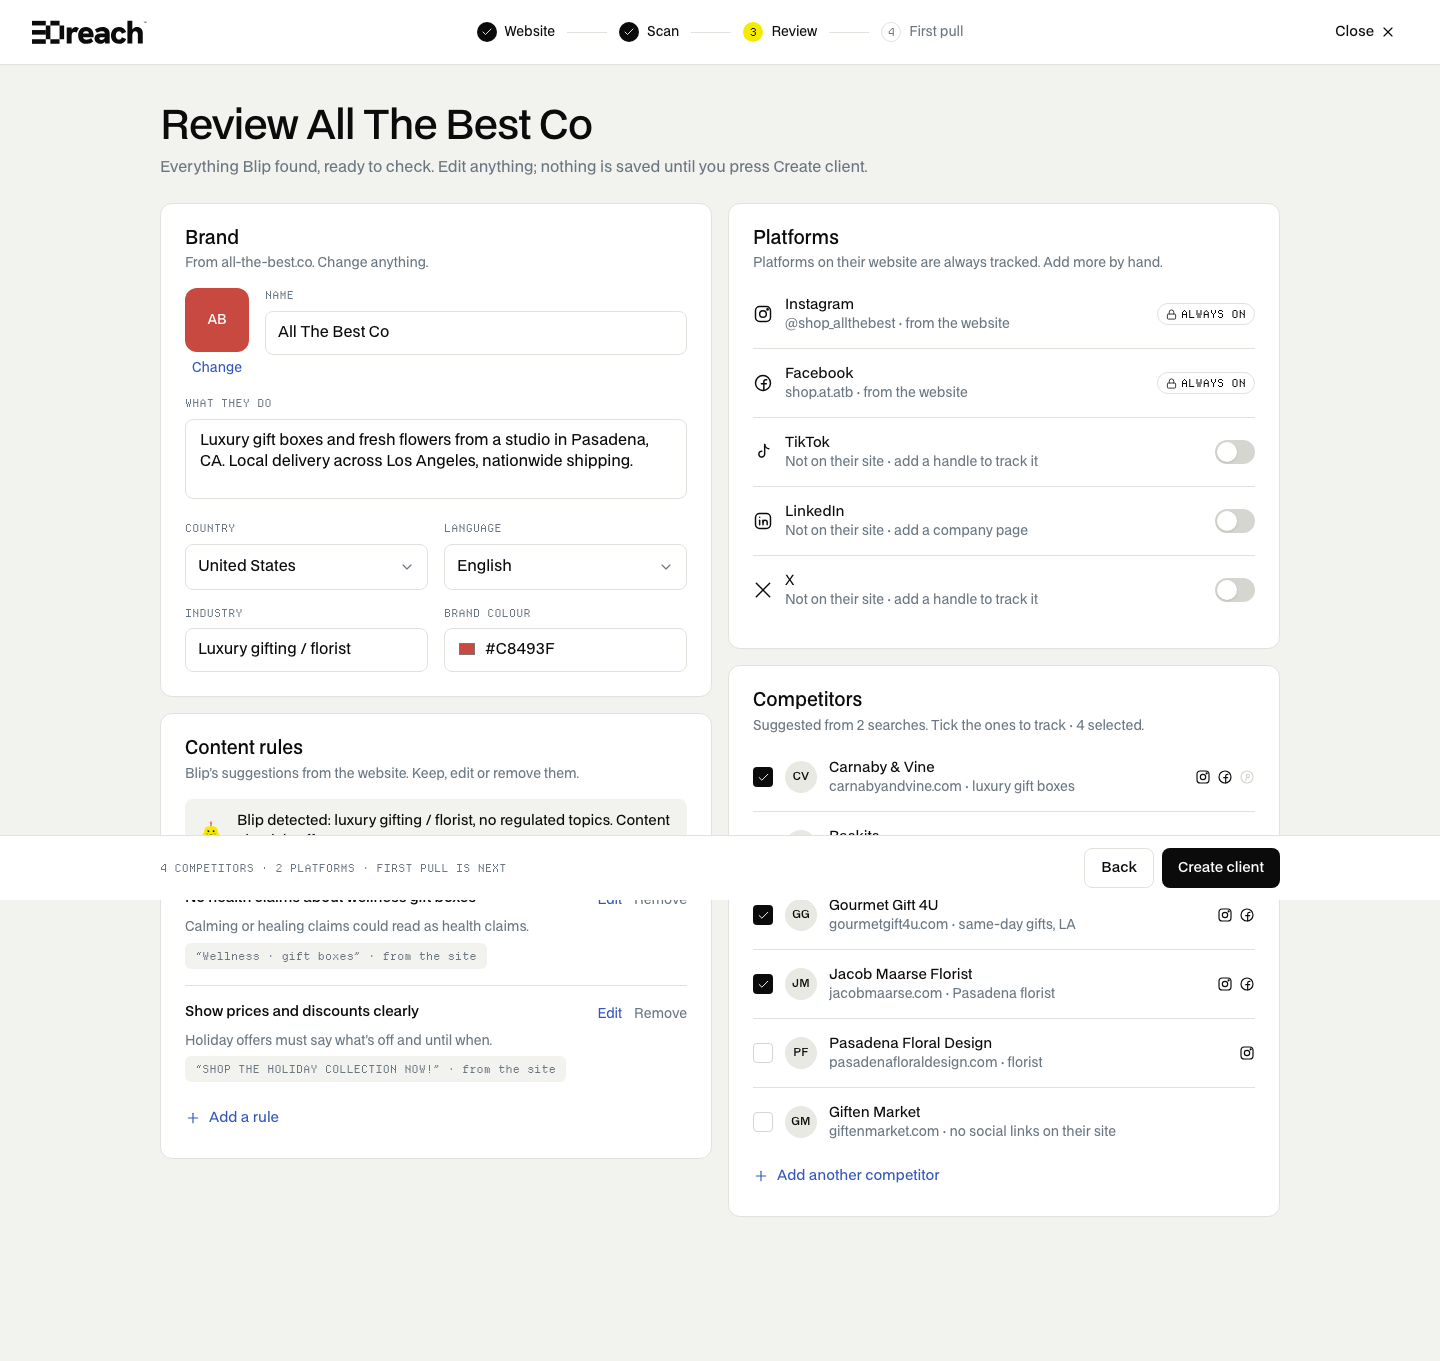 reach
Website
Scan
3
Review
4
First pull
Close
Review All The Best Co
Everything Blip found, ready to check. Edit anything; nothing is saved until you press Create client.
Brand
From all-the-best.co. Change anything.
AB
Change
NAME
All The Best Co
WHAT THEY DO
Luxury gift boxes and fresh flowers from a studio in Pasadena,
CA. Local delivery across Los Angeles, nationwide shipping.
COUNTRY
United States
LANGUAGE
English
INDUSTRY
Luxury gifting / florist
BRAND COLOUR
#C8493F
Content rules
Blip's suggestions from the website. Keep, edit or remove them.
Blip detected: luxury gifting / florist, no regulated topics. Content
No health claims about wellness gift boxes
Edit Remove
Calming or healing claims could read as health claims.
“Wellness · gift boxes” · from the site
Show prices and discounts clearly
Edit Remove
Holiday offers must say what's off and until when.
“SHOP THE HOLIDAY COLLECTION NOW!” · from the site
Add a rule
Platforms
Platforms on their website are always tracked. Add more by hand.
Instagram
@shop_allthebest · from the website
ALWAYS ON
Facebook
shop.at.atb · from the website
ALWAYS ON
TikTok
Not on their site · add a handle to track it
LinkedIn
Not on their site · add a company page
X
Not on their site · add a handle to track it
Competitors
Suggested from 2 searches. Tick the ones to track · 4 selected.
CV
Carnaby & Vine
carnabyandvine.com · luxury gift boxes
GG
Gourmet Gift 4U
gourmetgift4u.com · same-day gifts, LA
JM
Jacob Maarse Florist
jacobmaarse.com · Pasadena florist
PF
Pasadena Floral Design
pasadenafloraldesign.com · florist
GM
Giften Market
giftenmarket.com · no social links on their site
Add another competitor
4 COMPETITORS · 2 PLATFORMS · FIRST PULL IS NEXT
Back
Create client